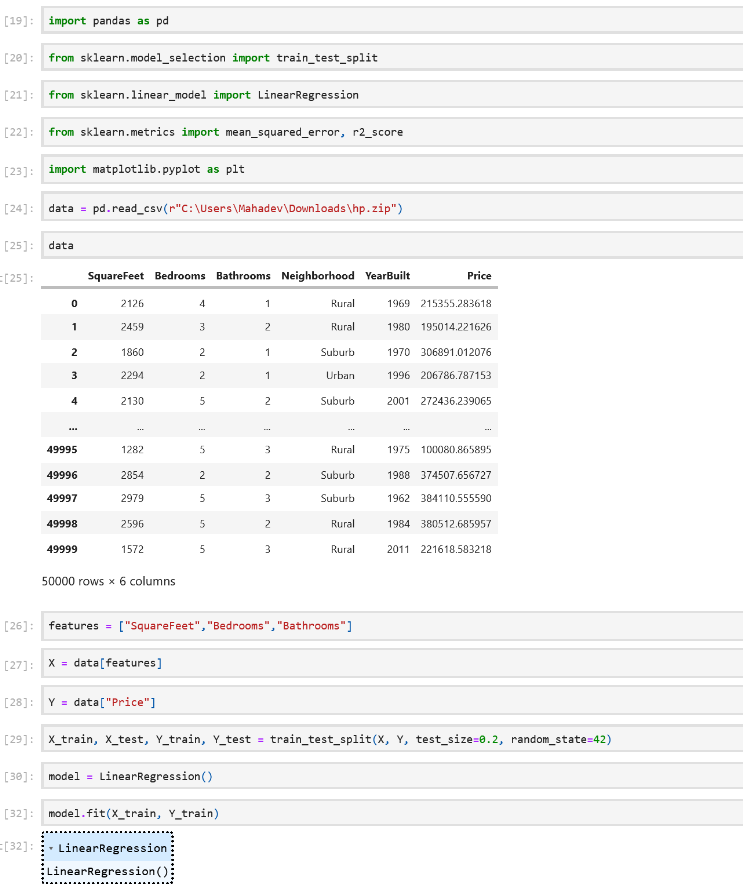 [19]: import pandas as pd
[20]: from sklearn.model_selection import train_test_split
[21]: from sklearn.linear_model import LinearRegression
[22]: from sklearn.metrics import mean_squared_error, r2_score
[23]: import matplotlib.pyplot as plt
[24]: data = pd.read_csv(r"C:\Users\Mahadev\Downloads\hp.zip")
[25]: data
t[25]:
SquareFeet Bedrooms Bathrooms Neighborhood YearBuilt Price
0 2126 4 1 Rural 1969 215355.283618
1 2459 3 2 Rural 1980 195014.221626
2 1860 2 1 Suburb 1970 306891.012076
3 2294 2 1 Urban 1996 206786.787153
4 2130 5 2 Suburb 2001 272436.239065
... ... ... ... ... ... ...
49995 1282 5 3 Rural 1975 100080.865895
49996 2854 2 2 Suburb 1988 374507.656727
49997 2979 5 3 Suburb 1962 384110.555590
49998 2596 5 2 Rural 1984 380512.685957
49999 1572 5 3 Rural 2011 221618.583218
50000 rows × 6 columns
[26]: features = ["SquareFeet","Bedrooms","Bathrooms"]
[27]: X = data[features]
[28]: Y = data["Price"]
[29]: X_train, X_test, Y_train, Y_test = train_test_split(X, Y, test_size=0.2, random_state=42)
[30]: model = LinearRegression()
[32]: model.fit(X_train, Y_train)
t[32]: ▾ LinearRegression
LinearRegression()